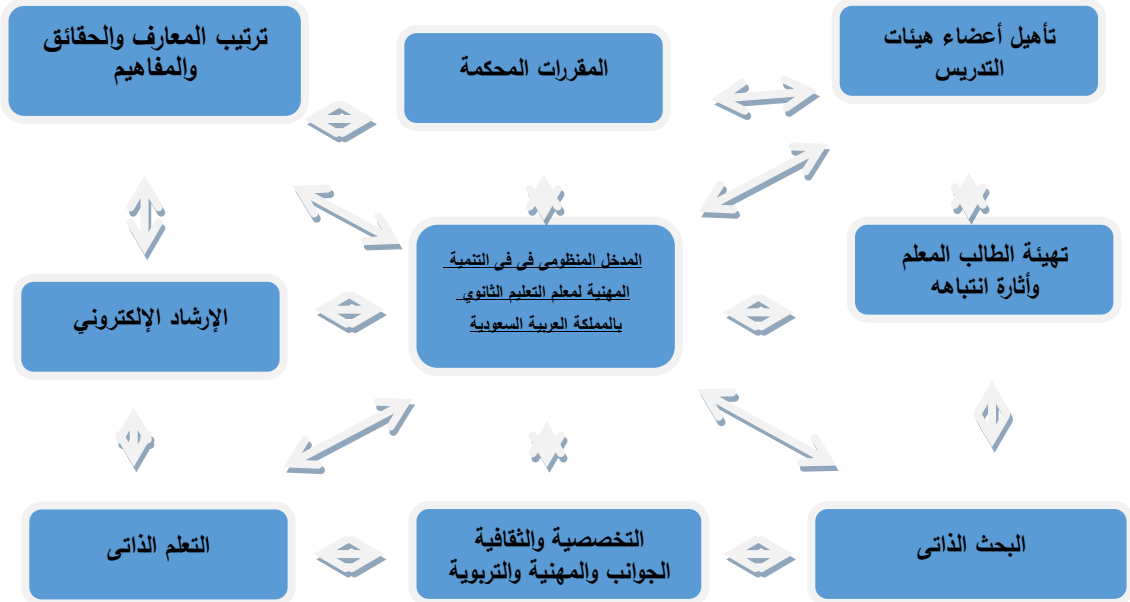 تأهيل أعضاء هيئات
التدريس
المقررات المحكمة
ترتيب المعارف والحقائق
والمفاهيم
تهيئة الطالب المعلم
وأثارة انتباهه
المدخل المنظومى فى فى التنمية
المهنية لمعلم التعليم الثانوي
بالمملكة العربية السعودية
الإرشاد الإلكتروني
البحث الذاتى
التخصصية والثقافية
الجوانب والمهنية والتربوية
التعلم الذاتى